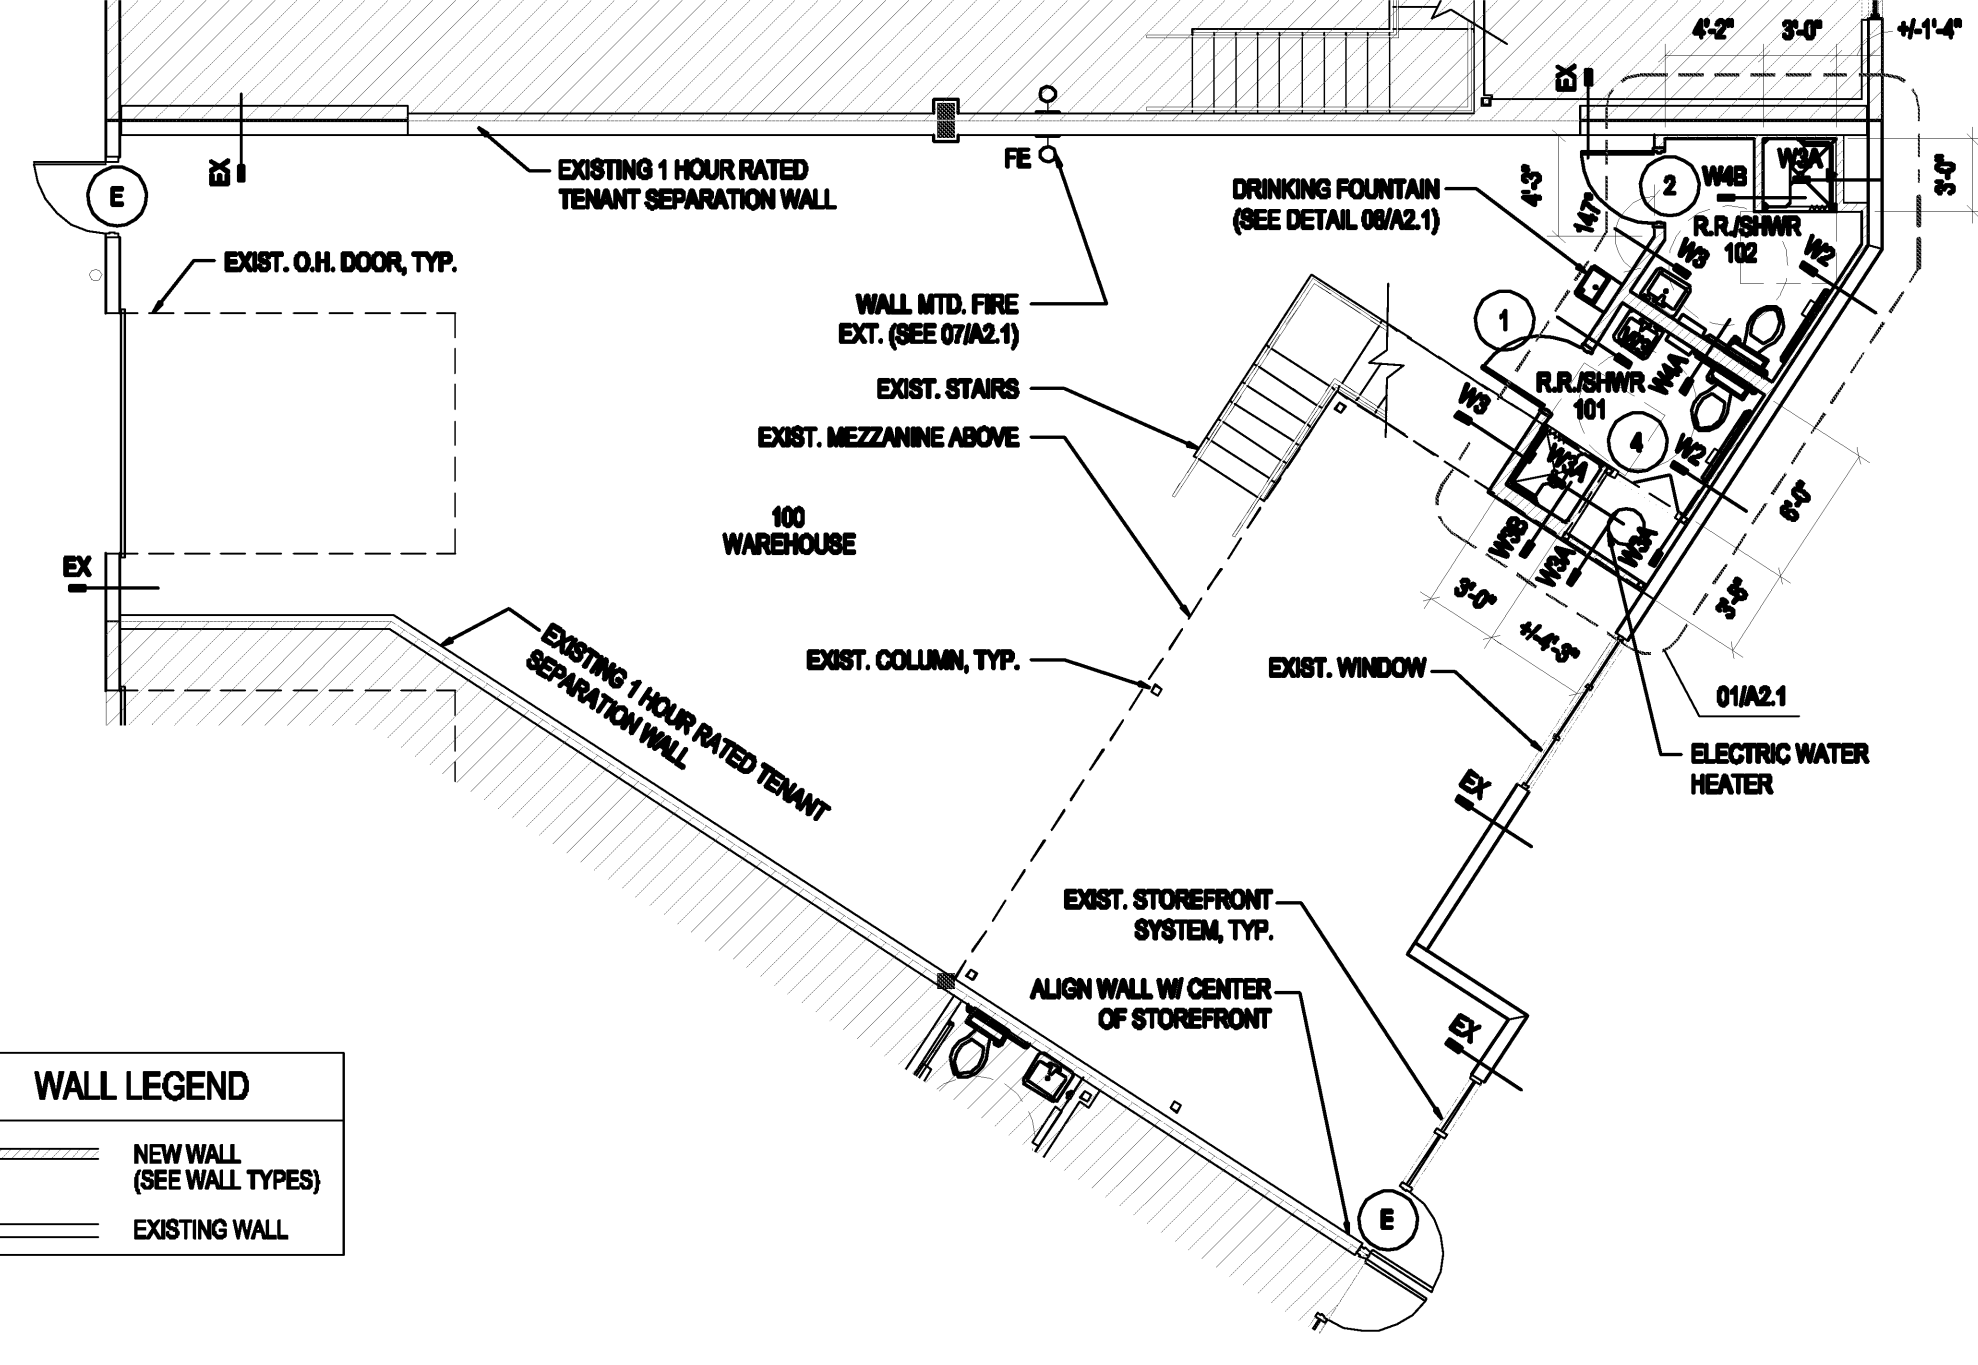 4'-2"
3'-0"
+/-1'-4"
EX
EX
E
EXISTING 1 HOUR RATED
TENANT SEPARATION WALL
FE
DRINKING FOUNTAIN
(SEE DETAIL 06/A2.1)
4'-3"
147°
2
W4B
W3A
3'-0"
R.R./SHWR
102
W3
W2
EXIST. O.H. DOOR, TYP.
WALL MTD. FIRE
EXT. (SEE 07/A2.1)
1
W3
W4A
R.R./SHWR
101
EXIST. STAIRS
W3
4
W2
EXIST. MEZZANINE ABOVE
W3A
6'-0"
100
WAREHOUSE
W3B
W3A
W3A
EX
3'-0"
3'-8"
+/-4'-3"
EXISTING 1 HOUR RATED TENANT
SEPARATION WALL
EXIST. COLUMN, TYP.
EXIST. WINDOW
01/A2.1
ELECTRIC WATER
HEATER
EX
EXIST. STOREFRONT
SYSTEM, TYP.
ALIGN WALL W/ CENTER
OF STOREFRONT
EX
E
WALL LEGEND
NEW WALL
(SEE WALL TYPES)
EXISTING WALL